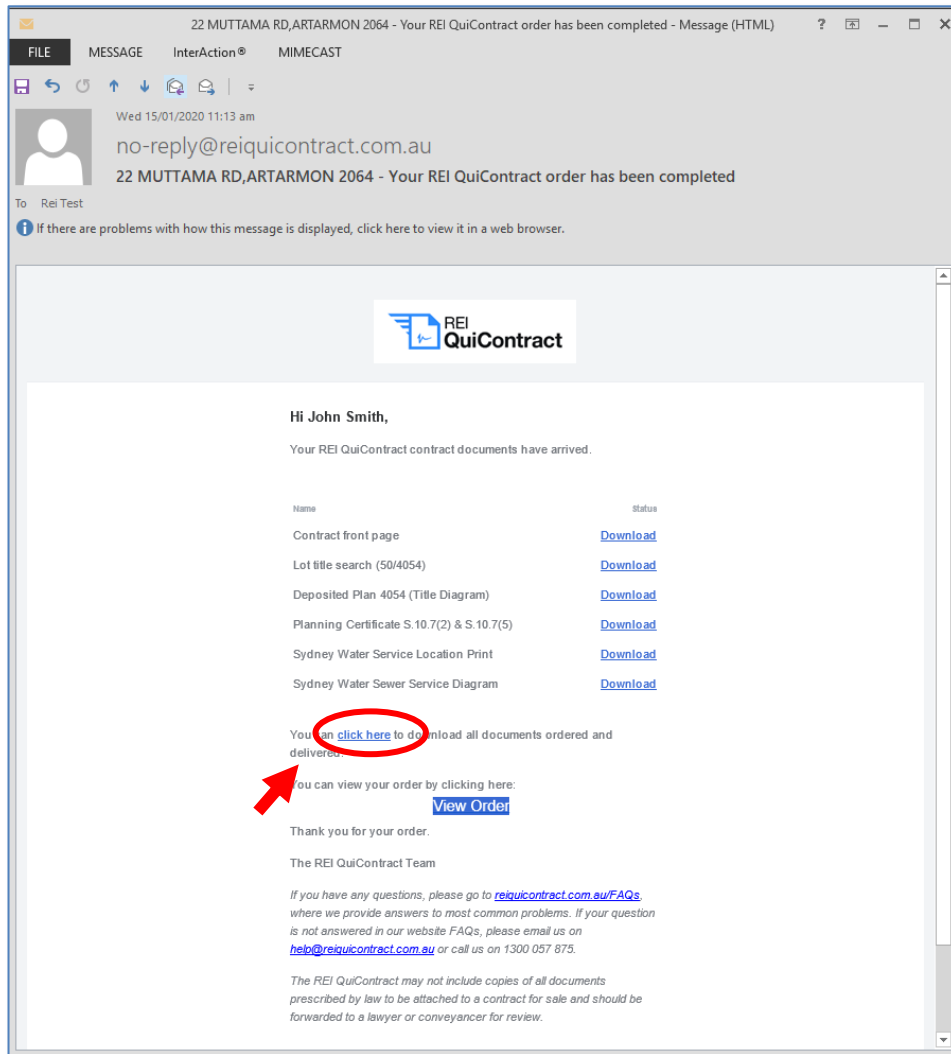 22 MUTTAMA RD,ARTARMON 2064 - Your REI QuiContract order has been completed - Message (HTML)
FILE MESSAGE InterAction® MIMECAST
Wed 15/01/2020 11:13 am
no-reply@reiquicontract.com.au
22 MUTTAMA RD,ARTARMON 2064 - Your REI QuiContract order has been completed
To Rei Test
If there are problems with how this message is displayed, click here to view it in a web browser.
REI
QuiContract
Hi John Smith,
Your REI QuiContract contract documents have arrived.
Name Status
Contract front page Download
Lot title search (50/4054) Download
Deposited Plan 4054 (Title Diagram) Download
Planning Certificate S.10.7(2) & S.10.7(5) Download
Sydney Water Service Location Print Download
Sydney Water Sewer Service Diagram Download
You can click here to download all documents ordered and
delivered.
You can view your order by clicking here:
View Order
Thank you for your order.
The REI QuiContract Team
If you have any questions, please go to reiquicontract.com.au/FAQs,
where we provide answers to most common problems. If your question
is not answered in our website FAQs, please email us on
help@reiquicontract.com.au or call us on 1300 057 875.
The REI QuiContract may not include copies of all documents
prescribed by law to be attached to a contract for sale and should be
forwarded to a lawyer or conveyancer for review.